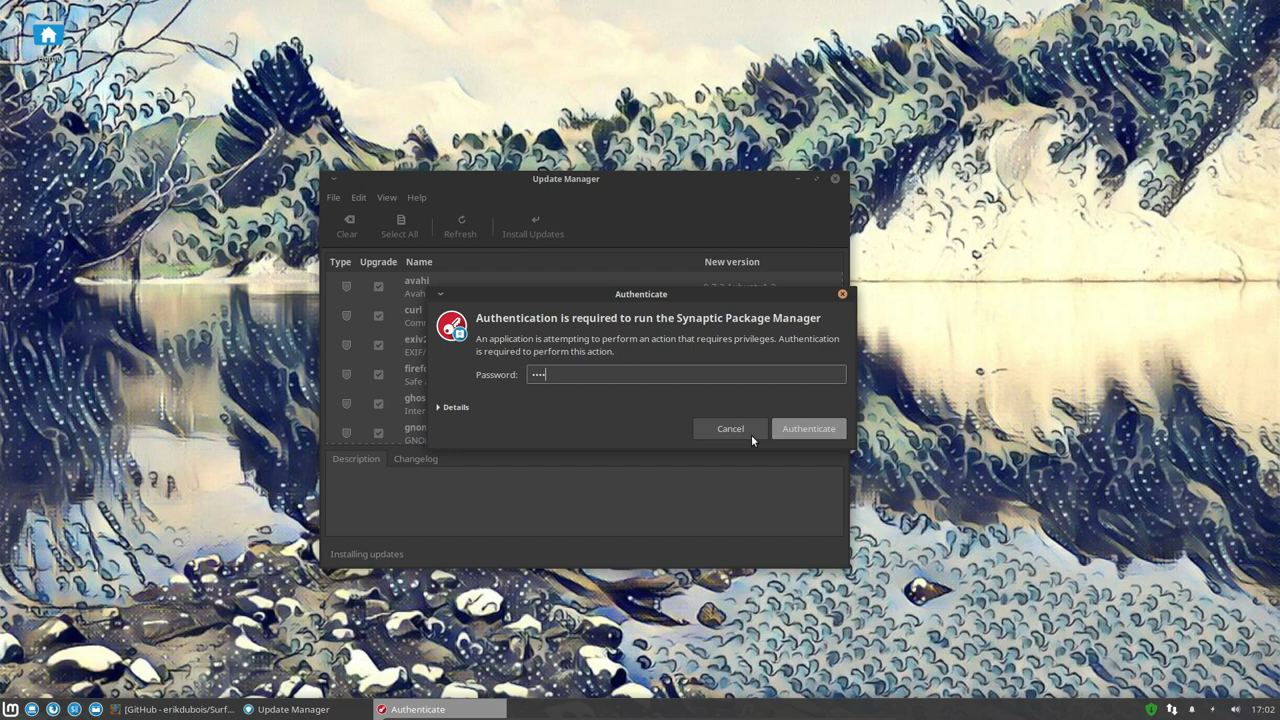 Home
Update Manager
File Edit View Help
Clear Select All Refresh Install Updates
Type Upgrade Name New version
avahi
curl
ghos
gnon
GNO
Authenticate
Authentication is required to run the Synaptic Package Manager
An application is attempting to perform an action that requires privileges. Authentication
is required to perform this action.
Password: ••••
Details
Cancel Authenticate
Description Changelog
Installing updates
[GitHub - erikdubois/Surf... Update Manager Authenticate 17:02